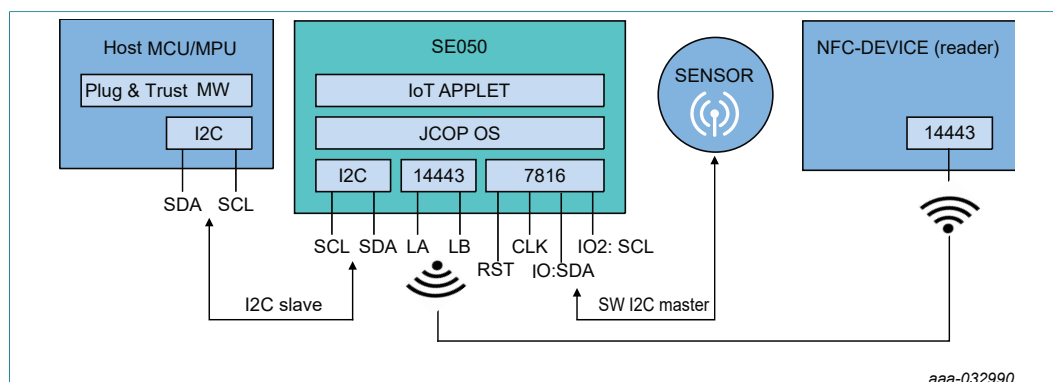 Host MCU/MPU
Plug & Trust MW
I2C
SDA SCL
SE050
IoT APPLET
JCOP OS
I2C 14443 7816
SCL SDA LA LB CLK IO2: SCL
RST IO:SDA
SENSOR
NFC-DEVICE (reader)
14443
I2C slave
SW I2C master
aaa-032990